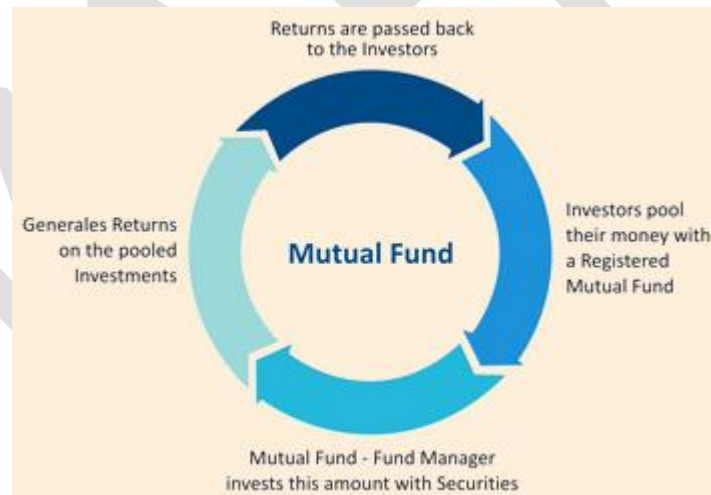 Returns are passed back
to the Investors
Generales Returns
on the pooled
Investments
Mutual Fund
Investors pool
their money with
a Registered
Mutual Fund
Mutual Fund - Fund Manager
invests this amount with Securities